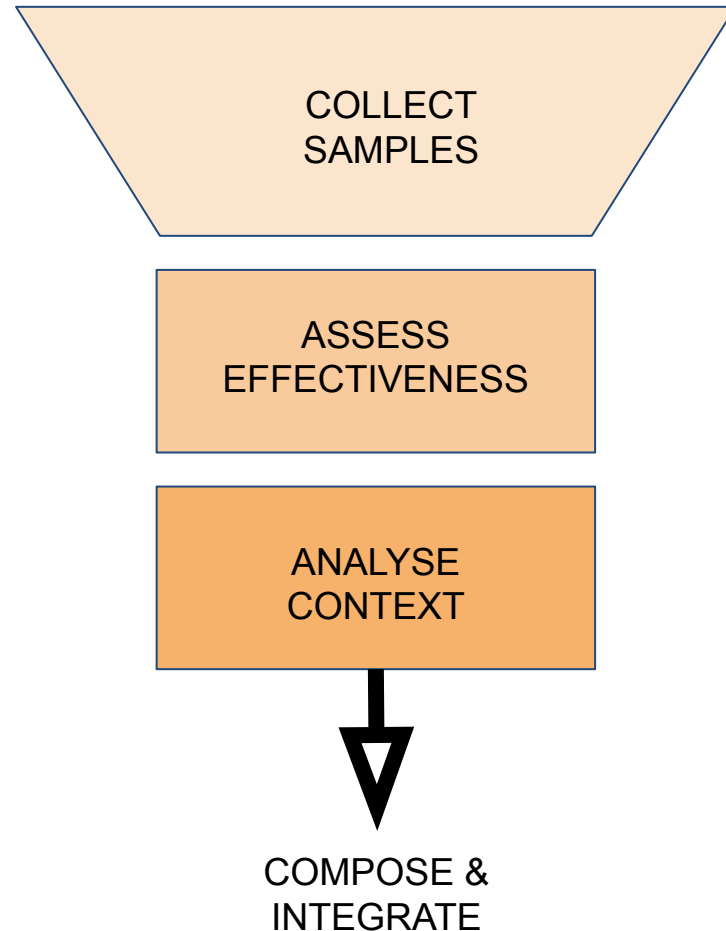 COLLECT
SAMPLES
ASSESS
EFFECTIVENESS
ANALYSE
CONTEXT
COMPOSE &
INTEGRATE